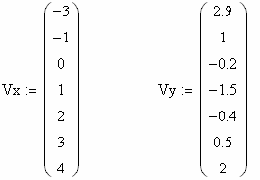 Vx := ( -3 -1 0 1 2 3 4 )
Vy := ( 2.9 1 -0.2 -1.5 -0.4 0.5 2 )